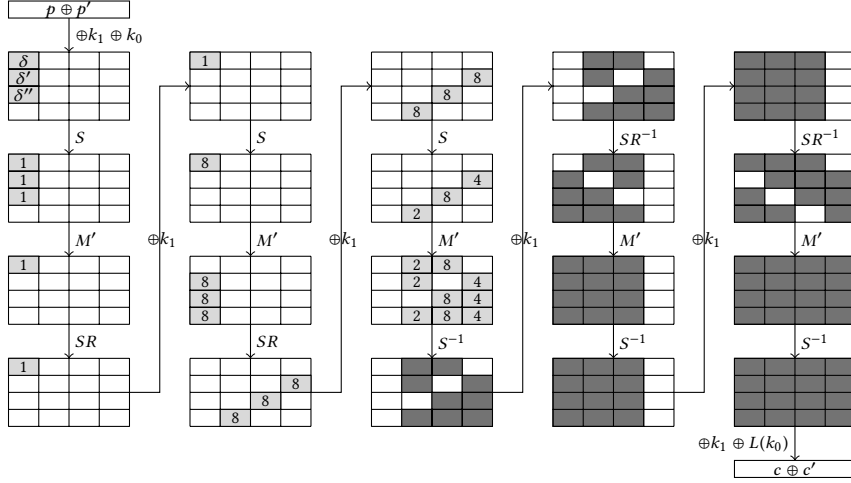 p ⊕ p′
⊕k₁ ⊕ k₀
δ
δ′
δ′′
1
8
8
8
S
S
S
SR⁻¹
SR⁻¹
1
1
1
8
4
8
2
M′
⊕k₁
M′
⊕k₁
M′
⊕k₁
M′
⊕k₁
M′
1
8
8
8
2 8
2 4
8 4
2 8 4
SR
SR
S⁻¹
S⁻¹
S⁻¹
1
8
8
8
⊕k₁ ⊕ L(k₀)
c ⊕ c′